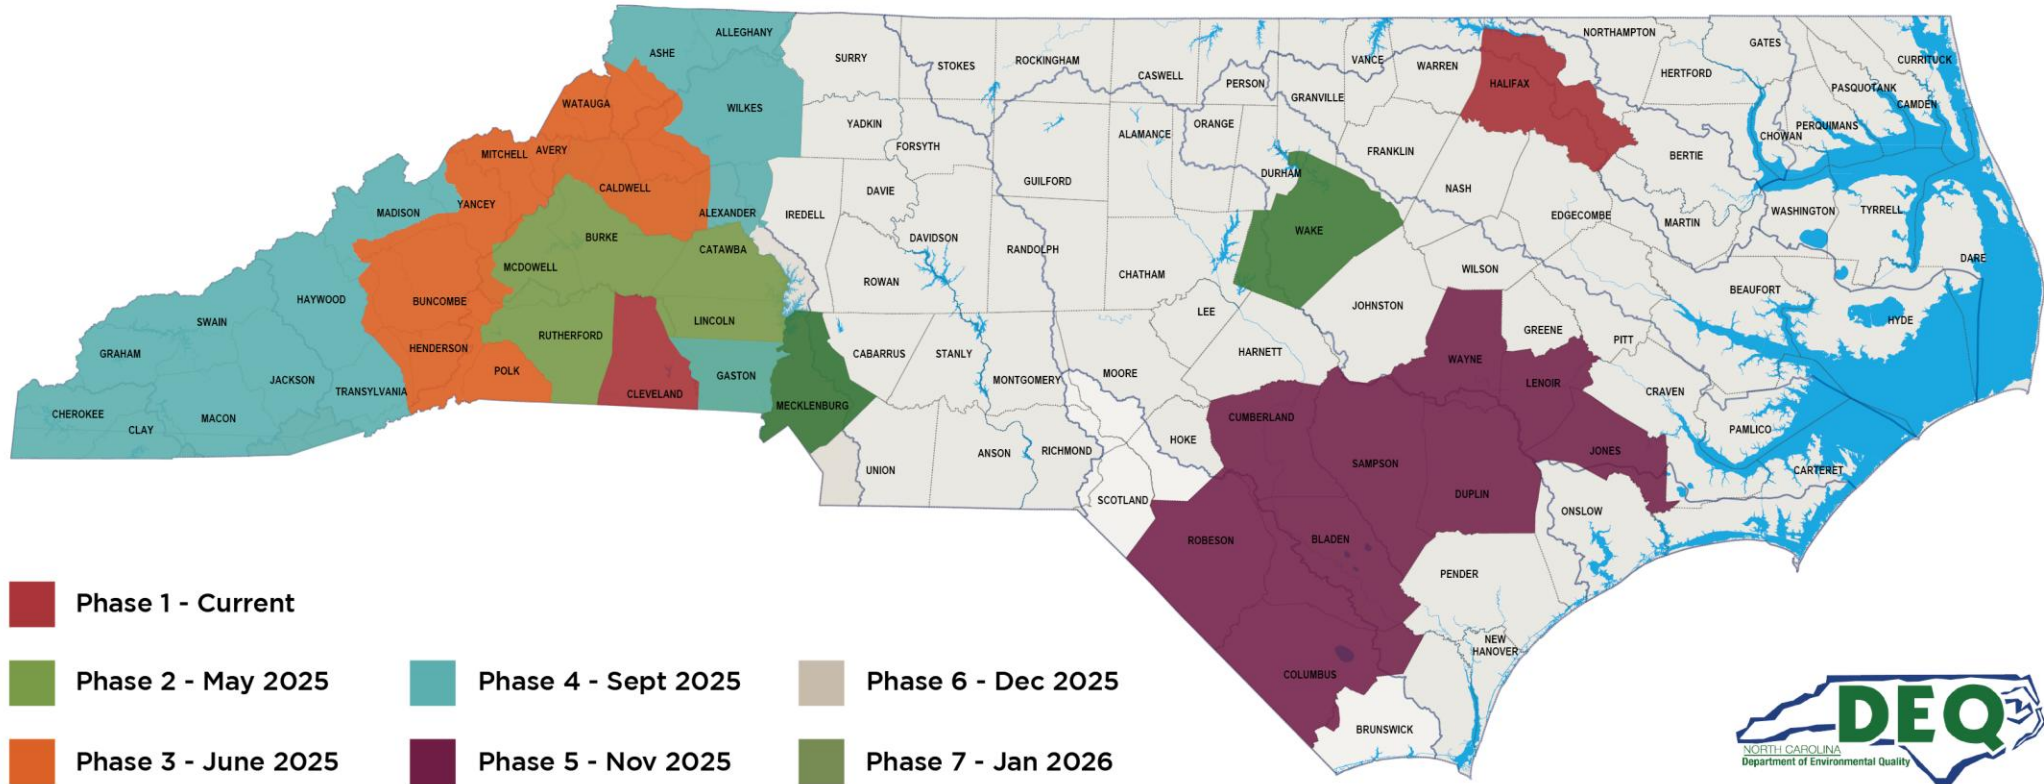 ALLEGHANY
ASHE
SURRY
STOKES
ROCKINGHAM
CASWELL
PERSON
VANCE
WARREN
NORTHAMPTON
GATES
CURRITUCK
HERTFORD
HALIFAX
GRANVILLE
PASQUOTANK
CAMDEN
WATAUGA
WILKES
YADKIN
FORSYTH
ALAMANCE
ORANGE
FRANKLIN
CHOWAN
PERQUIMANS
MITCHELL
AVERY
BERTIE
DURHAM
CALDWELL
DAVIE
GUILFORD
NASH
YANCEY
MADISON
ALEXANDER
IREDELL
EDGECOMBE
MARTIN
WASHINGTON
TYRRELL
WAKE
BURKE
CATAWBA
DAVIDSON
RANDOLPH
DARE
MCDOWELL
ROWAN
CHATHAM
WILSON
HAYWOOD
BUNCOMBE
BEAUFORT
SWAIN
LINCOLN
RUTHERFORD
LEE
JOHNSTON
HYDE
GREENE
PITT
GRAHAM
HENDERSON
CABARRUS
STANLY
HARNETT
WAYNE
POLK
GASTON
MOORE
JACKSON
MONTGOMERY
LENOIR
TRANSYLVANIA
CLEVELAND
CRAVEN
MECKLENBURG
CHEROKEE
MACON
CUMBERLAND
CLAY
PAMLICO
HOKE
UNION
ANSON
RICHMOND
SAMPSON
JONES
CARTERET
SCOTLAND
DUPLIN
ONSLOW
ROBESON
BLADEN
PENDER
NEW
HANOVER
COLUMBUS
BRUNSWICK
Phase 1 - Current
Phase 2 - May 2025
Phase 3 - June 2025
Phase 4 - Sept 2025
Phase 5 - Nov 2025
Phase 6 - Dec 2025
Phase 7 - Jan 2026
DEQ
NORTH CAROLINA
Department of Environmental Quality